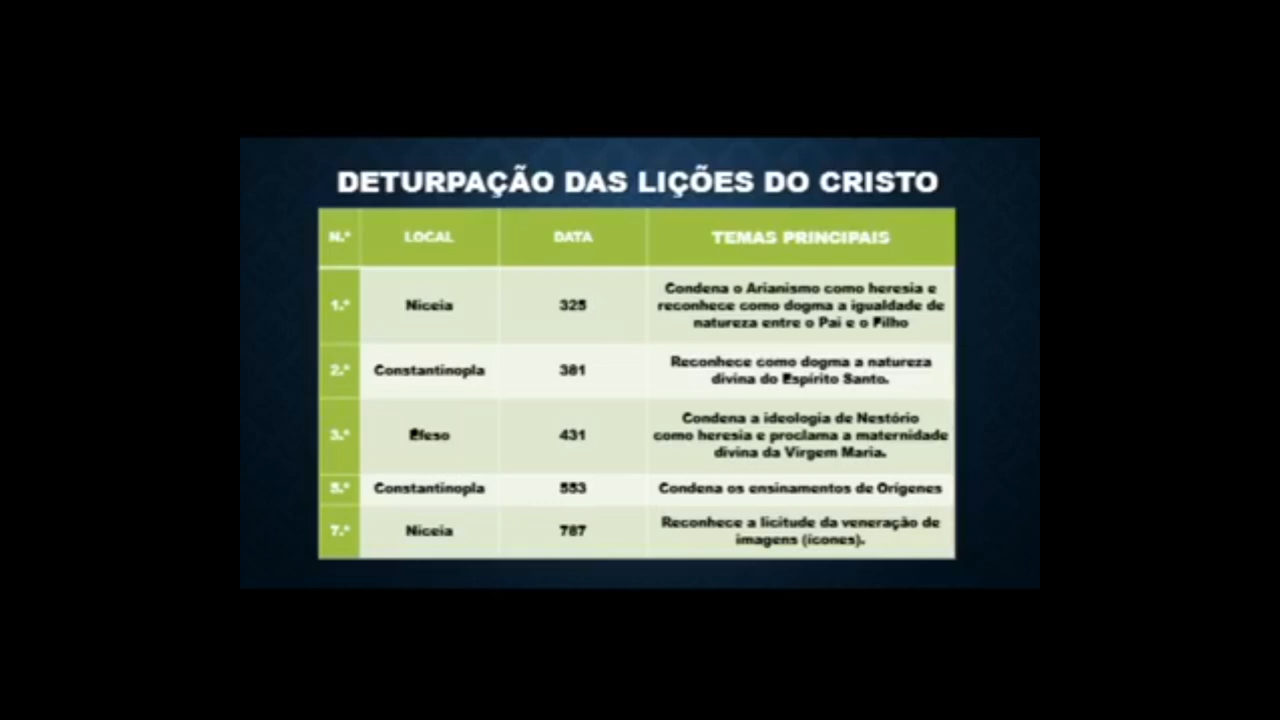 DETURPAÇÃO DAS LIÇÕES DO CRISTO
N.º LOCAL DATA TEMAS PRINCIPAIS
1.º Niceia 325 Condena o Arianismo como heresia e
reconhece como dogma a igualdade de
natureza entre o Pai e o Filho
2.º Constantinopla 381 Reconhece como dogma a natureza
divina do Espírito Santo.
3.º Éfeso 431 Condena a ideologia de Nestório
como heresia e proclama a maternidade
divina da Virgem Maria.
5.º Constantinopla 553 Condena os ensinamentos de Orígenes
7.º Niceia 787 Reconhece a licitude da veneração de
imagens (ícones).